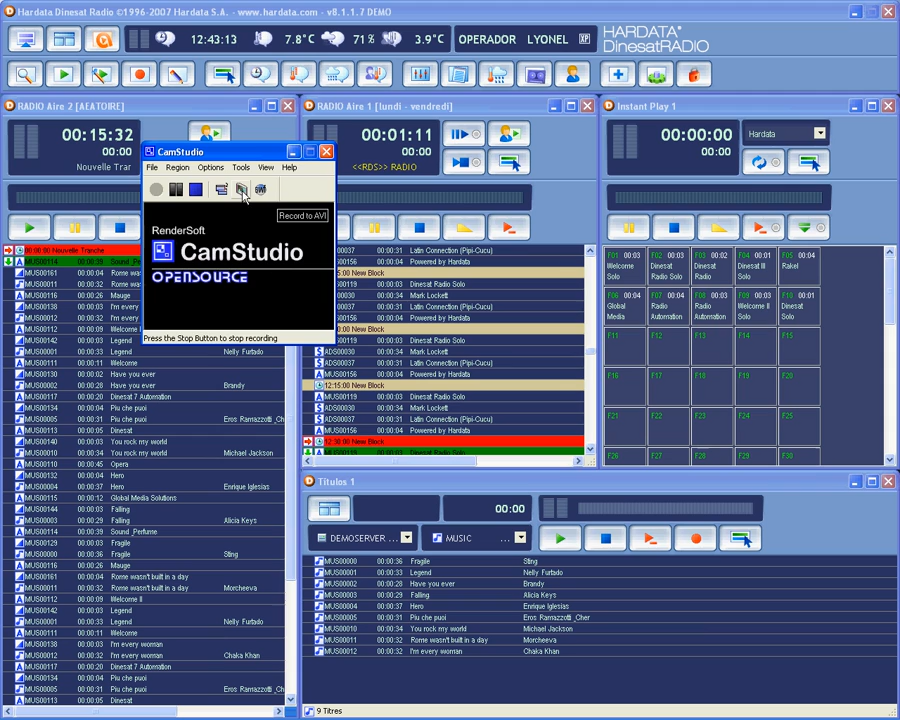 Hardata Dinesat Radio ©1996-2007 Hardata S.A. - www.hardata.com - v8.1.1.7 DEMO
12:43:13 7.8°C 71 % 3.9°C OPERADOR LYONEL XP
HARDATA*
DinesatRADIO
RADIO Aire 2 [AEATOIRE]
00:15:32
00:00
Nouvelle Trar
00:00:00 Nouvelle Tranche
MUS00114 00:00:39 Sound_Pe
MUS00161 00:00:04 Rome was
MUS00011 00:00:32 Rome wa
MUS00116 00:00:26 Mauge
MUS00138 00:00:13 I'm every
MUS00012 00:00:32 I'm every
MUS00112 00:00:09 Welcome I
MUS00142 00:00:03 Legend
MUS00001 00:00:33 Legend Nelly Furtado
MUS00111 00:00:11 Welcome
MUS00130 00:00:02 Have you ever
MUS00002 00:00:28 Have you ever Brandy
MUS00117 00:00:20 Dinesat 7 Automation
MUS00134 00:00:04 Piu che puoi
MUS00005 00:00:31 Piu che puoi Eros Ramazzotti_Ch
MUS00113 00:00:05 Dinesat
MUS00140 00:00:03 You rock my world
MUS00010 00:00:34 You rock my world Michael Jackson
MUS00110 00:00:45 Opera
MUS00132 00:00:04 Hero
MUS00004 00:00:37 Hero Enrique Iglesias
MUS00115 00:00:12 Global Media Solutions
MUS00144 00:00:03 Falling
MUS00003 00:00:29 Falling Alicia Keys
MUS00114 00:00:39 Sound_Perfume
MUS00129 00:00:03 Fragile
MUS00000 00:00:36 Fragile Sting
MUS00116 00:00:26 Mauge
MUS00161 00:00:04 Rome wasn't built in a day
MUS00011 00:00:32 Rome wasn't built in a day Morcheeva
MUS00112 00:00:09 Welcome II
MUS00142 00:00:03 Legend
MUS00001 00:00:33 Legend Nelly Furtado
MUS00111 00:00:11 Welcome
MUS00138 00:00:03 I'm every woman
MUS00012 00:00:32 I'm every woman Chaka Khan
MUS00117 00:00:20 Dinesat 7 Automation
MUS00134 00:00:04 Piu che puoi
MUS00005 00:00:31 Piu che puoi Eros Ramazzotti_Ch
MUS00113 00:00:05 Dinesat
CamStudio
File Region Options Tools View Help
Record to AVI
RenderSoft
CamStudio
OPENSOURCE
Press the Stop Button to stop recording
RADIO Aire 1 [lundi - vendredi]
00:01:11
00:00
<<RDS>> RADIO
00037 00:00:31 Latin Connection (Pipi-Cucu)
00156 00:00:04 Powered by Hardata
5:00 New Block
00119 00:00:03 Dinesat Radio Solo
00030 00:00:34 Mark Lockett
00037 00:00:31 Latin Connection (Pipi-Cucu)
00156 00:00:04 Powered by Hardata
0:00 New Block
00119 00:00:03 Dinesat Radio Solo
ADS00030 00:00:34 Mark Lockett
ADS00037 00:00:31 Latin Connection (Pipi-Cucu)
MUS00156 00:00:04 Powered by Hardata
12:15:00 New Block
MUS00119 00:00:03 Dinesat Radio Solo
ADS00030 00:00:34 Mark Lockett
ADS00037 00:00:31 Latin Connection (Pipi-Cucu)
MUS00156 00:00:04 Powered by Hardata
12:30:00 New Block
MUS00119 00:00:03 Dinesat Radio Solo
Instant Play 1
00:00:00
00:00
Hardata
F01 00:03 F02 00:03 F03 00:02 F04 00:01 F05 00:04
Welcome Solo Dinesat Radio Solo Dinesat Radio Dinesat III Solo Rakel
F06 00:04 F07 00:04 F08 00:04 F09 00:03 F10 00:01
Global Media Radio Automation Radio Automation Welcome II Solo Dinesat Solo
F11 F12 F13 F14 F15
F16 F17 F18 F19 F20
F21 F22 F23 F24 F25
F26 F27 F28 F29 F30
Títulos 1
00:00
DEMOSERVER ... MUSIC ...
MUS00000 00:00:36 Fragile Sting
MUS00001 00:00:33 Legend Nelly Furtado
MUS00002 00:00:28 Have you ever Brandy
MUS00003 00:00:29 Falling Alicia Keys
MUS00004 00:00:37 Hero Enrique Iglesias
MUS00005 00:00:31 Piu che puoi Eros Ramazzotti_Cher
MUS00010 00:00:34 You rock my world Michael Jackson
MUS00011 00:00:32 Rome wasn't built in a day Morcheeva
MUS00012 00:00:32 I'm every woman Chaka Khan
9 Titres